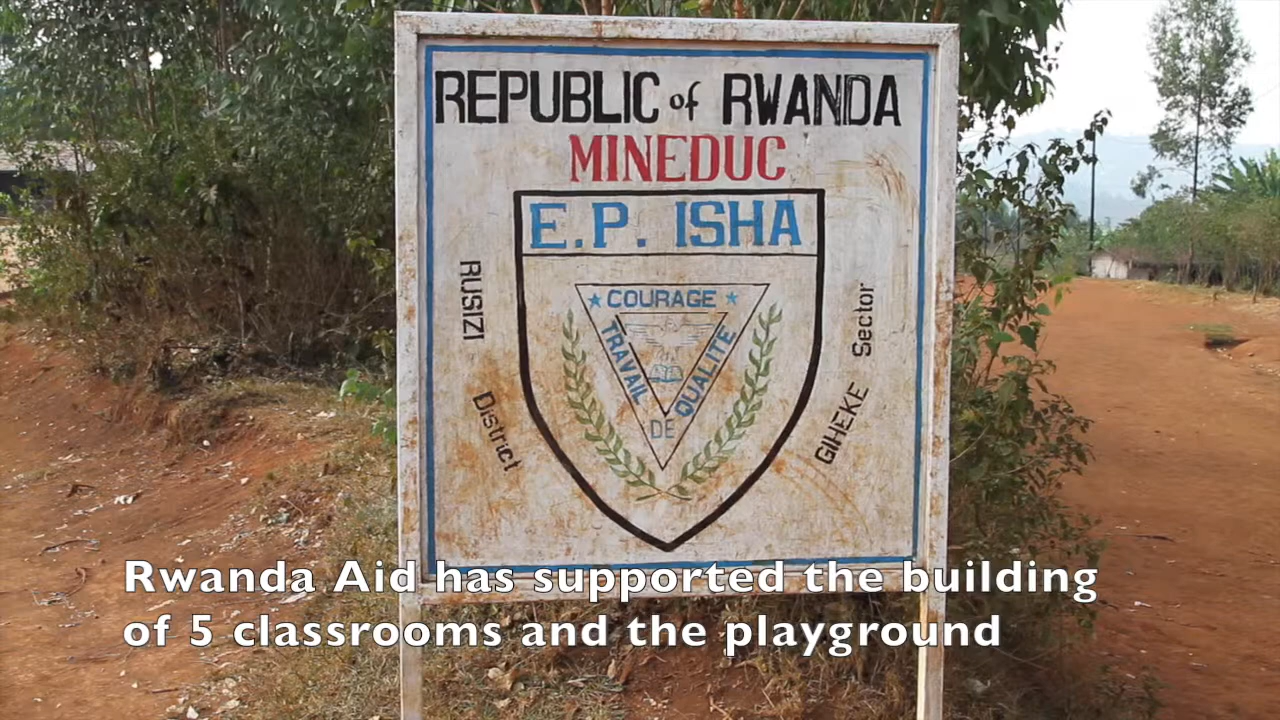 REPUBLIC of RWANDA
MINEDUC
E.P. ISHA
RUSIZI District
GIHEKE Sector
COURAGE
TRAVAIL
DE
QUALITE
Rwanda Aid has supported the building
of 5 classrooms and the playground